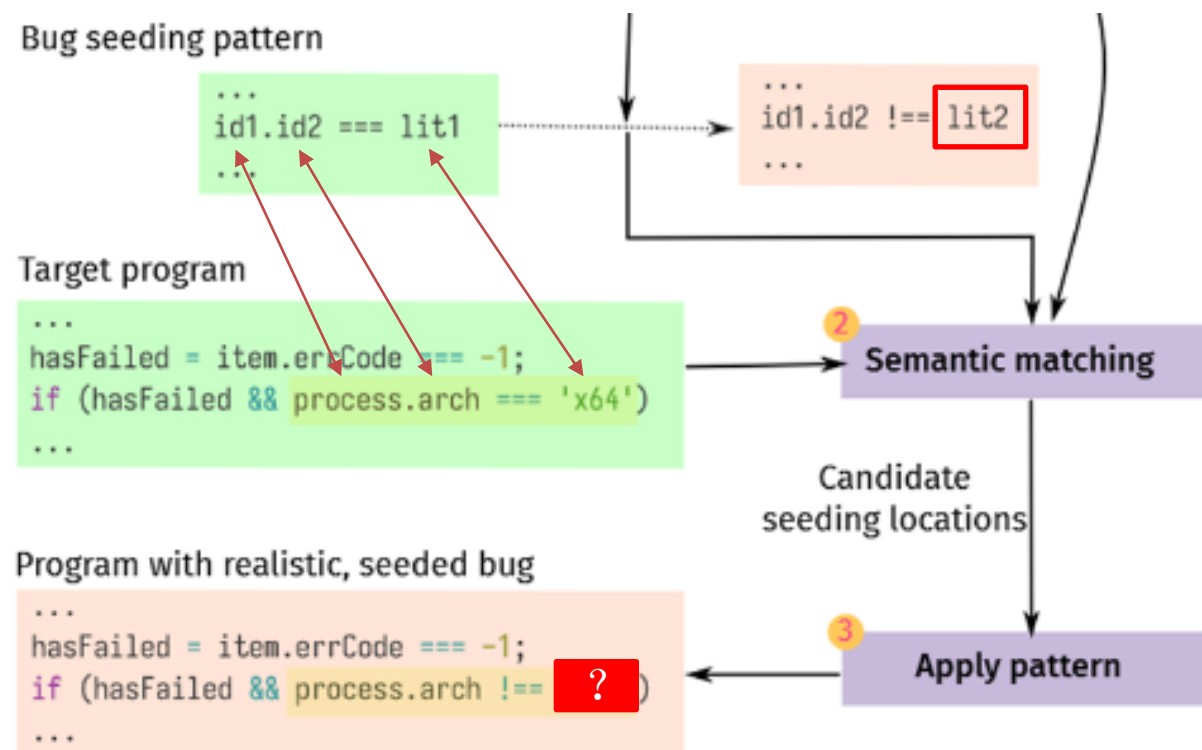 Bug seeding pattern
...
id1.id2 === lit1
...
...
id1.id2 !== lit2
...
Target program
...
hasFailed = item.errCode === -1;
if (hasFailed && process.arch === 'x64')
...
2
Semantic matching
Candidate
seeding locations
Program with realistic, seeded bug
...
hasFailed = item.errCode === -1;
if (hasFailed && process.arch !== ? )
...
3
Apply pattern